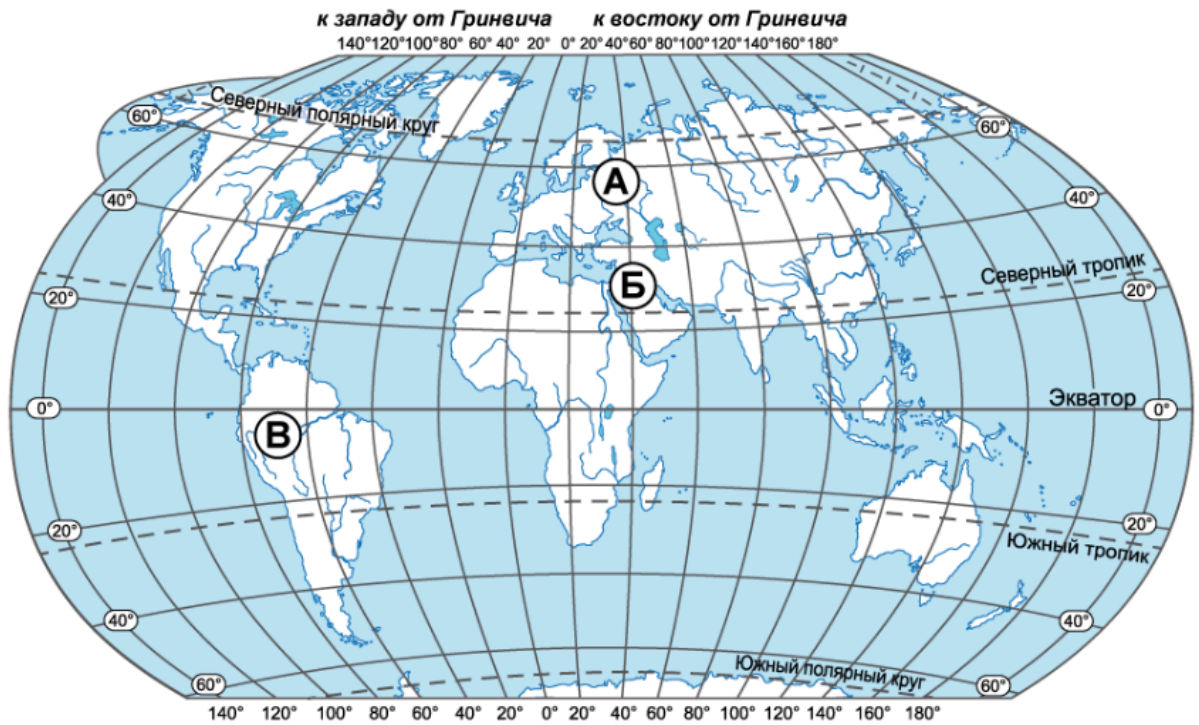 к западу от Гринвича к востоку от Гринвича
140° 120° 100° 80° 60° 40° 20° 0° 20° 40° 60° 80° 100° 120° 140° 160° 180°
Северный полярный круг
60° 60°
А
40° 40°
Северный тропик
Б
20° 20°
Экватор
0° 0°
В
20° 20°
Южный тропик
40° 40°
Южный полярный круг
60° 60°
140° 120° 100° 80° 60° 40° 20° 0° 20° 40° 60° 80° 100° 120° 140° 160° 180°